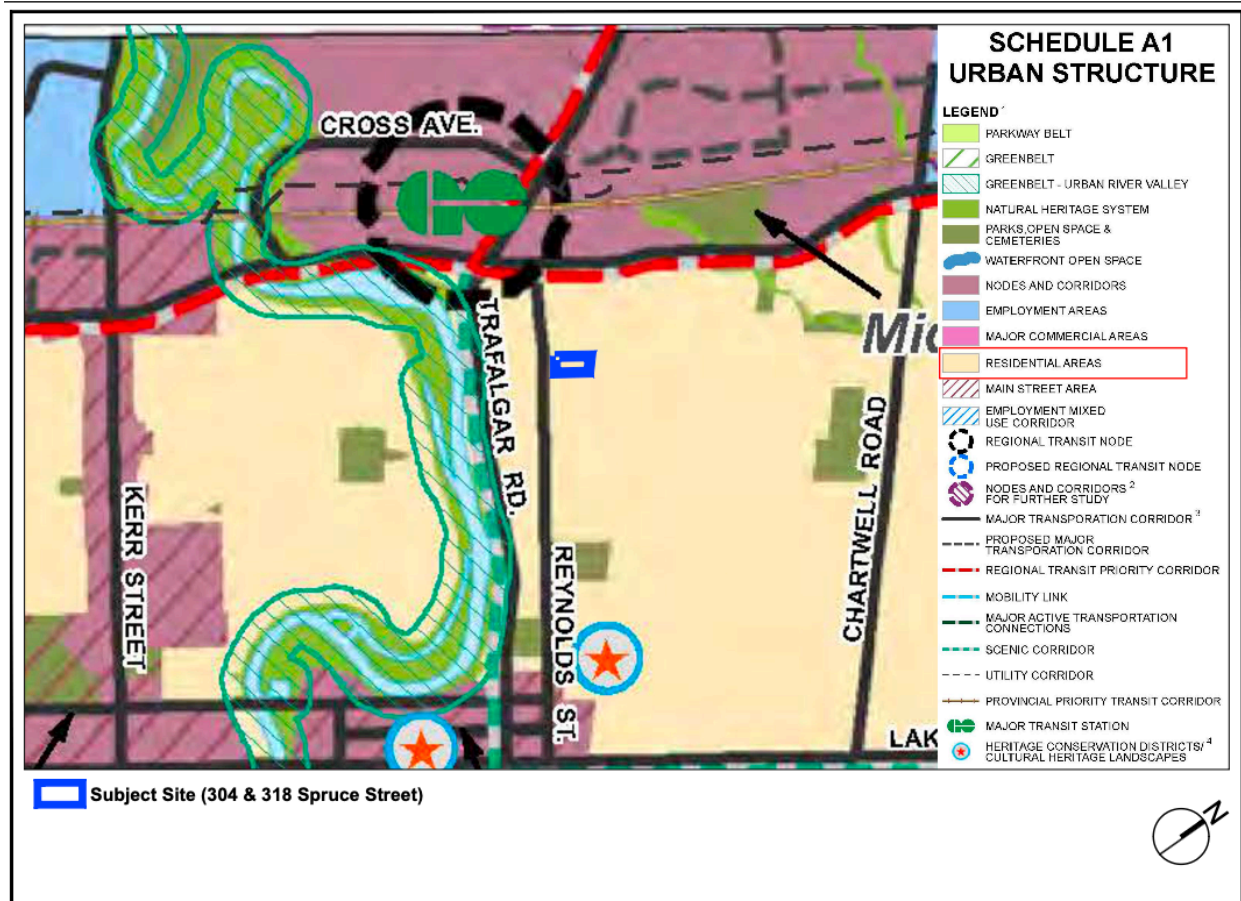 SCHEDULE A1
URBAN STRUCTURE
LEGEND
PARKWAY BELT
GREENBELT
GREENBELT - URBAN RIVER VALLEY
NATURAL HERITAGE SYSTEM
PARKS,OPEN SPACE &
CEMETERIES
WATERFRONT OPEN SPACE
NODES AND CORRIDORS
EMPLOYMENT AREAS
MAJOR COMMERCIAL AREAS
RESIDENTIAL AREAS
MAIN STREET AREA
EMPLOYMENT MIXED
USE CORRIDOR
REGIONAL TRANSIT NODE
PROPOSED REGIONAL TRANSIT NODE
NODES AND CORRIDORS 2
FOR FURTHER STUDY
MAJOR TRANSPORATION CORRIDOR 3
PROPOSED MAJOR
TRANSPORATION CORRIDOR
REGIONAL TRANSIT PRIORITY CORRIDOR
MOBILITY LINK
MAJOR ACTIVE TRANSPORTATION
CONNECTIONS
SCENIC CORRIDOR
UTILITY CORRIDOR
PROVINCIAL PRIORITY TRANSIT CORRIDOR
MAJOR TRANSIT STATION
HERITAGE CONSERVATION DISTRICTS/ 4
CULTURAL HERITAGE LANDSCAPES
CROSS AVE.
GO
TRAFALGAR RD.
Mic
KERR STREET
REYNOLDS ST.
CHARTWELL ROAD
LAK
Subject Site (304 & 318 Spruce Street)
N